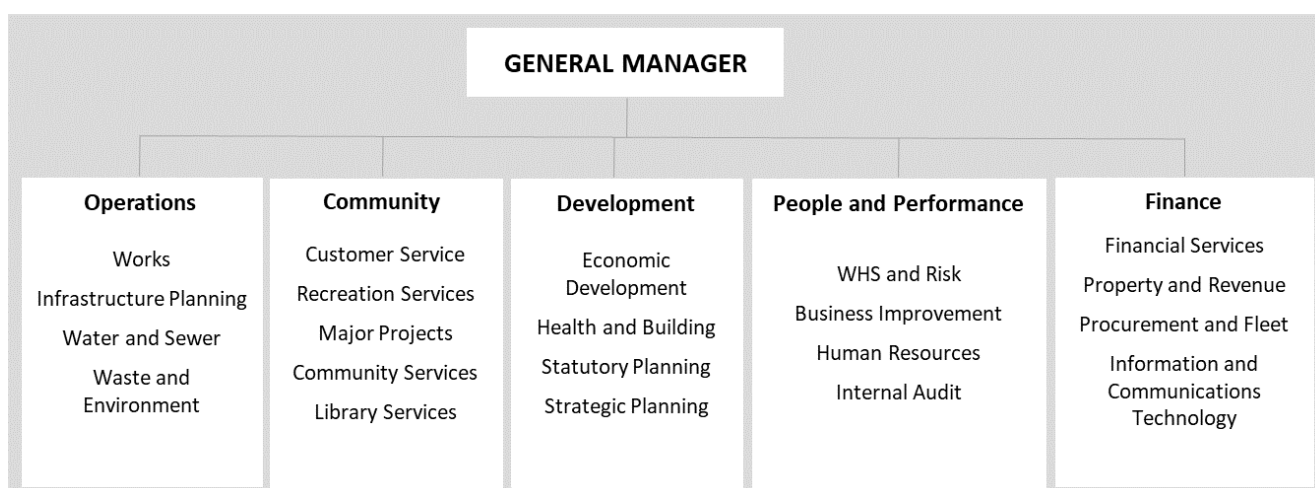 GENERAL MANAGER
Operations
Works
Infrastructure Planning
Water and Sewer
Waste and
Environment
Community
Customer Service
Recreation Services
Major Projects
Community Services
Library Services
Development
Economic
Development
Health and Building
Statutory Planning
Strategic Planning
People and Performance
WHS and Risk
Business Improvement
Human Resources
Internal Audit
Finance
Financial Services
Property and Revenue
Procurement and Fleet
Information and
Communications
Technology